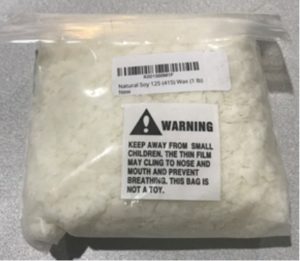 Natural Soy 125 (415) Wax (1 lb)
New
WARNING
KEEP AWAY FROM SMALL
CHILDREN. THE THIN FILM
MAY CLING TO NOSE AND
MOUTH AND PREVENT
BREATHING. THIS BAG IS
NOT A TOY.